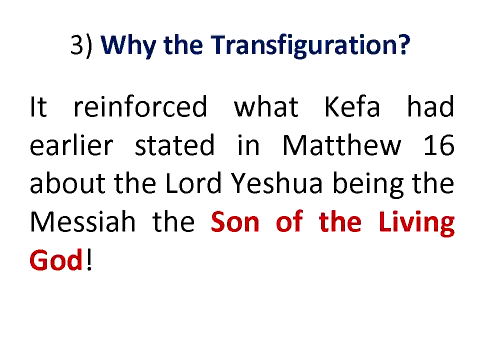 3) Why the Transfiguration?
It reinforced what Kefa had
earlier stated in Matthew 16
about the Lord Yeshua being the
Messiah the Son of the Living
God!